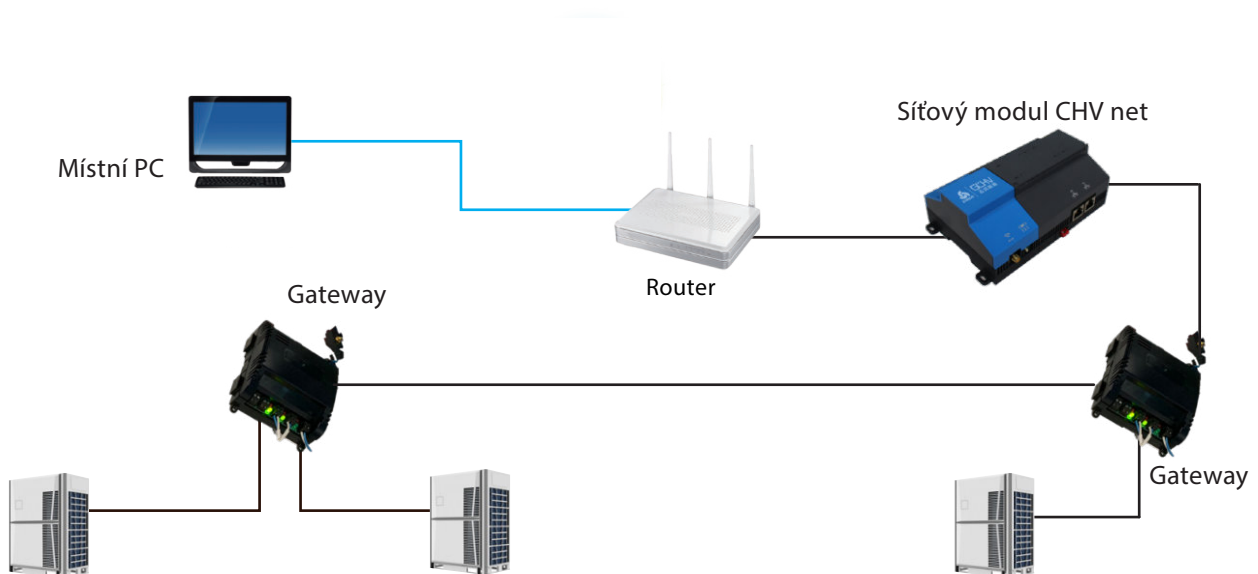 Síťový modul CHV net
Místní PC
Router
Gateway
Gateway